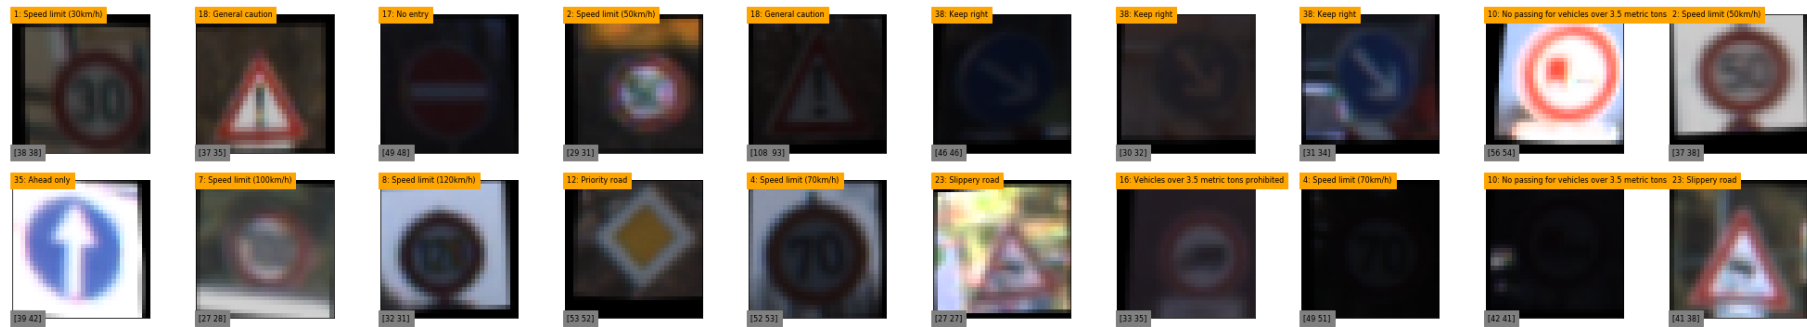 1: Speed limit (30km/h)
18: General caution
17: No entry
2: Speed limit (50km/h)
18: General caution
38: Keep right
38: Keep right
38: Keep right
10: No passing for vehicles over 3.5 metric tons
2: Speed limit (50km/h)
30
50
[38 38]
[37 35]
[49 48]
[29 31]
[108 93]
[46 46]
[30 32]
[31 34]
[56 54]
[37 38]
35: Ahead only
7: Speed limit (100km/h)
8: Speed limit (120km/h)
12: Priority road
4: Speed limit (70km/h)
23: Slippery road
16: Vehicles over 3.5 metric tons prohibited
4: Speed limit (70km/h)
10: No passing for vehicles over 3.5 metric tons
23: Slippery road
70
70
[39 42]
[27 28]
[32 31]
[53 52]
[52 53]
[27 27]
[33 35]
[49 51]
[42 41]
[41 38]